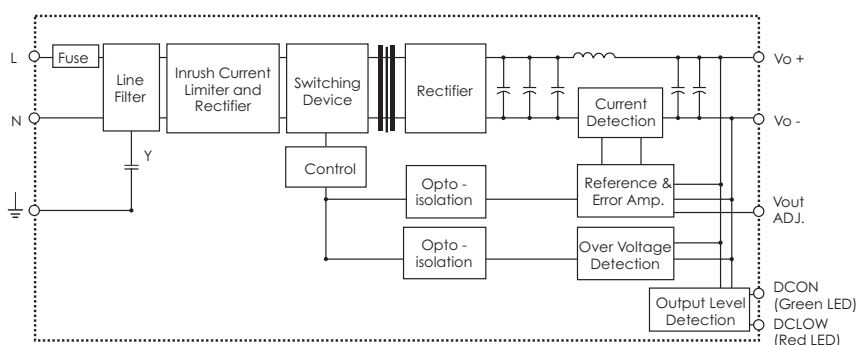 L
Fuse
Line
Filter
Inrush Current
Limiter and
Rectifier
Switching
Device
Rectifier
Current
Detection
Vo +
N
Vo -
Y
Control
Opto -
isolation
Reference &
Error Amp.
Vout
ADJ.
Opto -
isolation
Over Voltage
Detection
Output Level
Detection
DCON
(Green LED)
DCLOW
(Red LED)